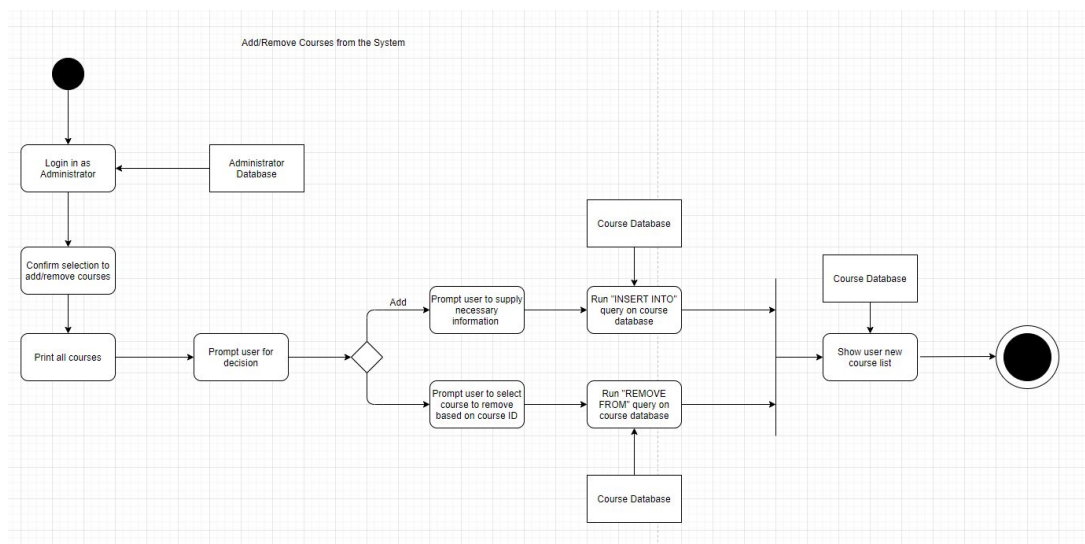 Add/Remove Courses from the System
Login in as
Administrator
Administrator
Database
Confirm selection to
add/remove courses
Print all courses
Prompt user for
decision
Add
Prompt user to supply
necessary
information
Prompt user to select
course to remove
based on course ID
Course Database
Run "INSERT INTO"
query on course
database
Run "REMOVE
FROM" query on
course database
Course Database
Course Database
Show user new
course list